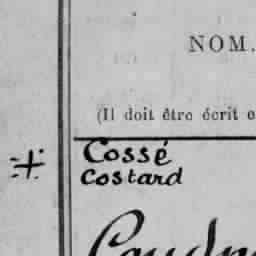 NOM.
(Il doit être écrit
Cossé
Costard